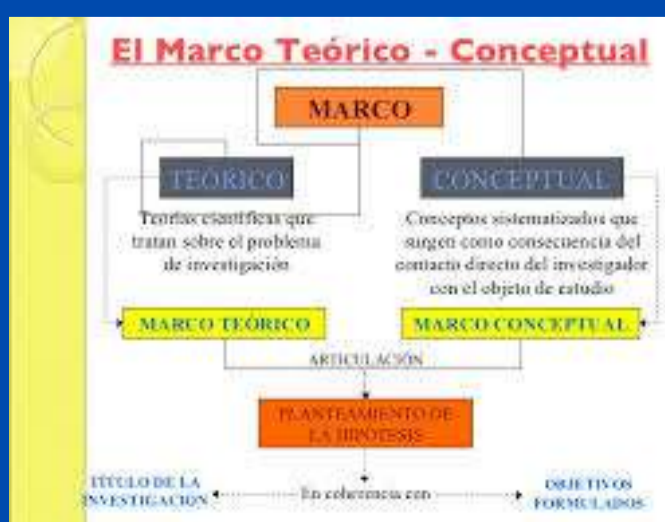 El Marco Teórico - Conceptual
MARCO
TEÓRICO
CONCEPTUAL
Teorías científicas que
tratan sobre el problema
de investigación
Conceptos sistematizados que
surgen como consecuencia del
contacto directo del investigador
con el objeto de estudio
MARCO TEÓRICO
MARCO CONCEPTUAL
ARTICULACIÓN
PLANTEAMIENTO DE
LA HIPOTESIS
TÍTULO DE LA
INVESTIGACION
En coherencia con
OBJETIVOS
FORMULADOS